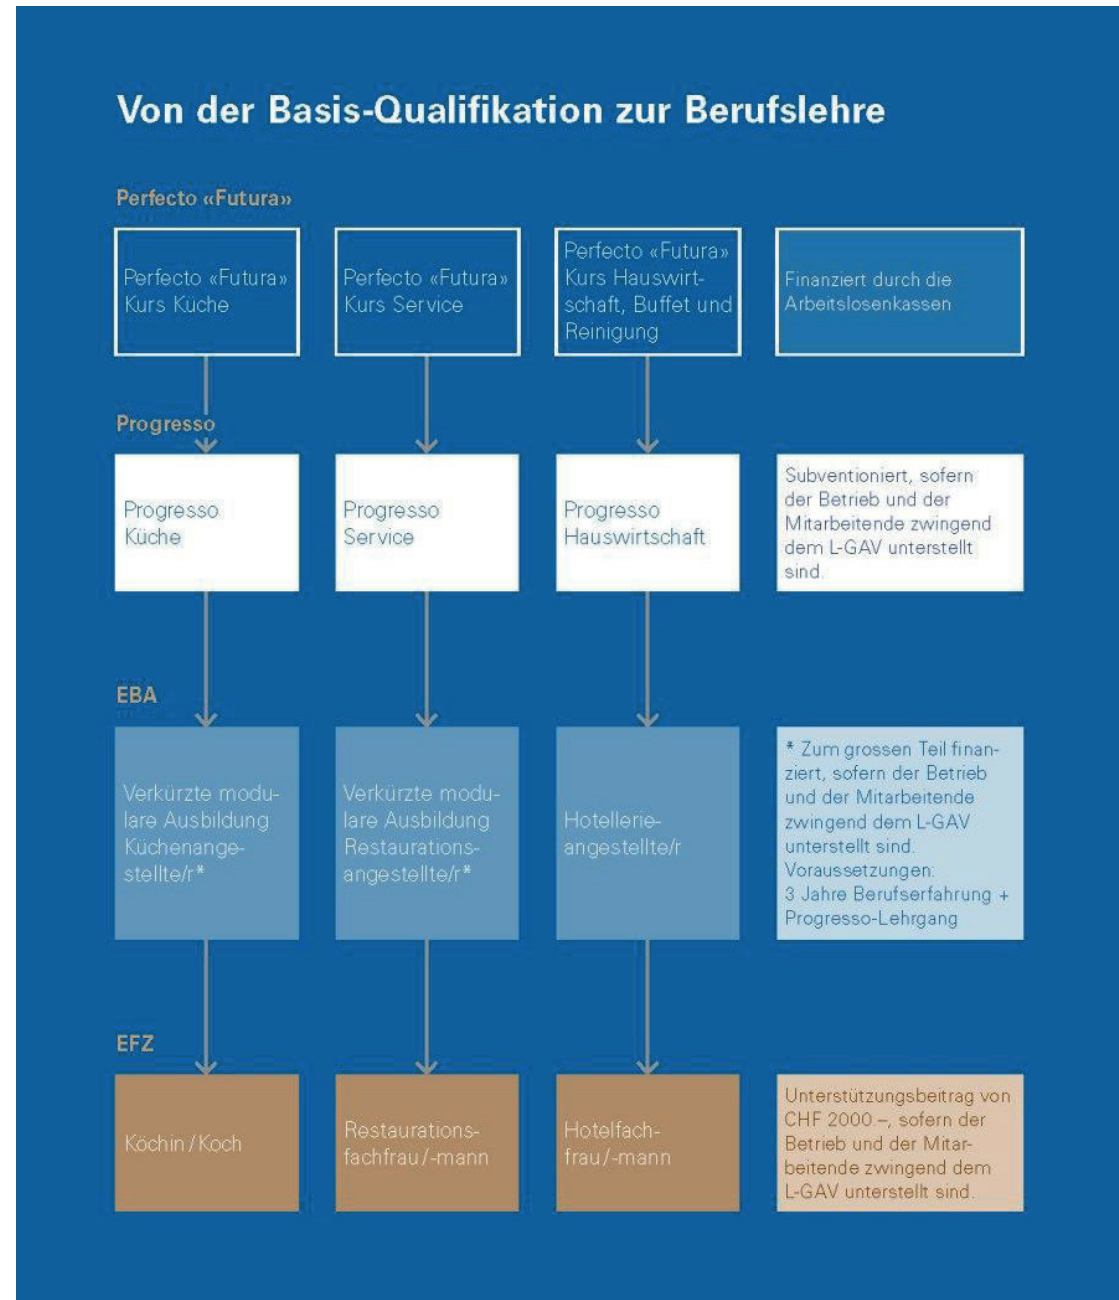 Von der Basis-Qualifikation zur Berufslehre
Perfecto «Futura»
Perfecto «Futura»
Kurs Küche
Perfecto «Futura»
Kurs Service
Perfecto «Futura»
Kurs Hauswirt-
schaft, Buffet und
Reinigung
Finanziert durch die
Arbeitslosenkassen
Progresso
Progresso
Küche
Progresso
Service
Progresso
Hauswirtschaft
Subventioniert, sofern
der Betrieb und der
Mitarbeitende zwingend
dem L-GAV unterstellt
sind.
EBA
Verkürzte modu-
lare Ausbildung
Küchenange-
stellte/r*
Verkürzte modu-
lare Ausbildung
Restaurations-
angestellte/r*
Hotellerie-
angestellte/r
* Zum grossen Teil finan-
ziert, sofern der Betrieb
und der Mitarbeitende
zwingend dem L-GAV
unterstellt sind.
Voraussetzungen:
3 Jahre Berufserfahrung +
Progresso-Lehrgang
EFZ
Köchin / Koch
Restaurations-
fachfrau/-mann
Hotelfach-
frau/-mann
Unterstützungsbeitrag von
CHF 2000.–, sofern der
Betrieb und der Mitar-
beitende zwingend dem
L-GAV unterstellt sind.